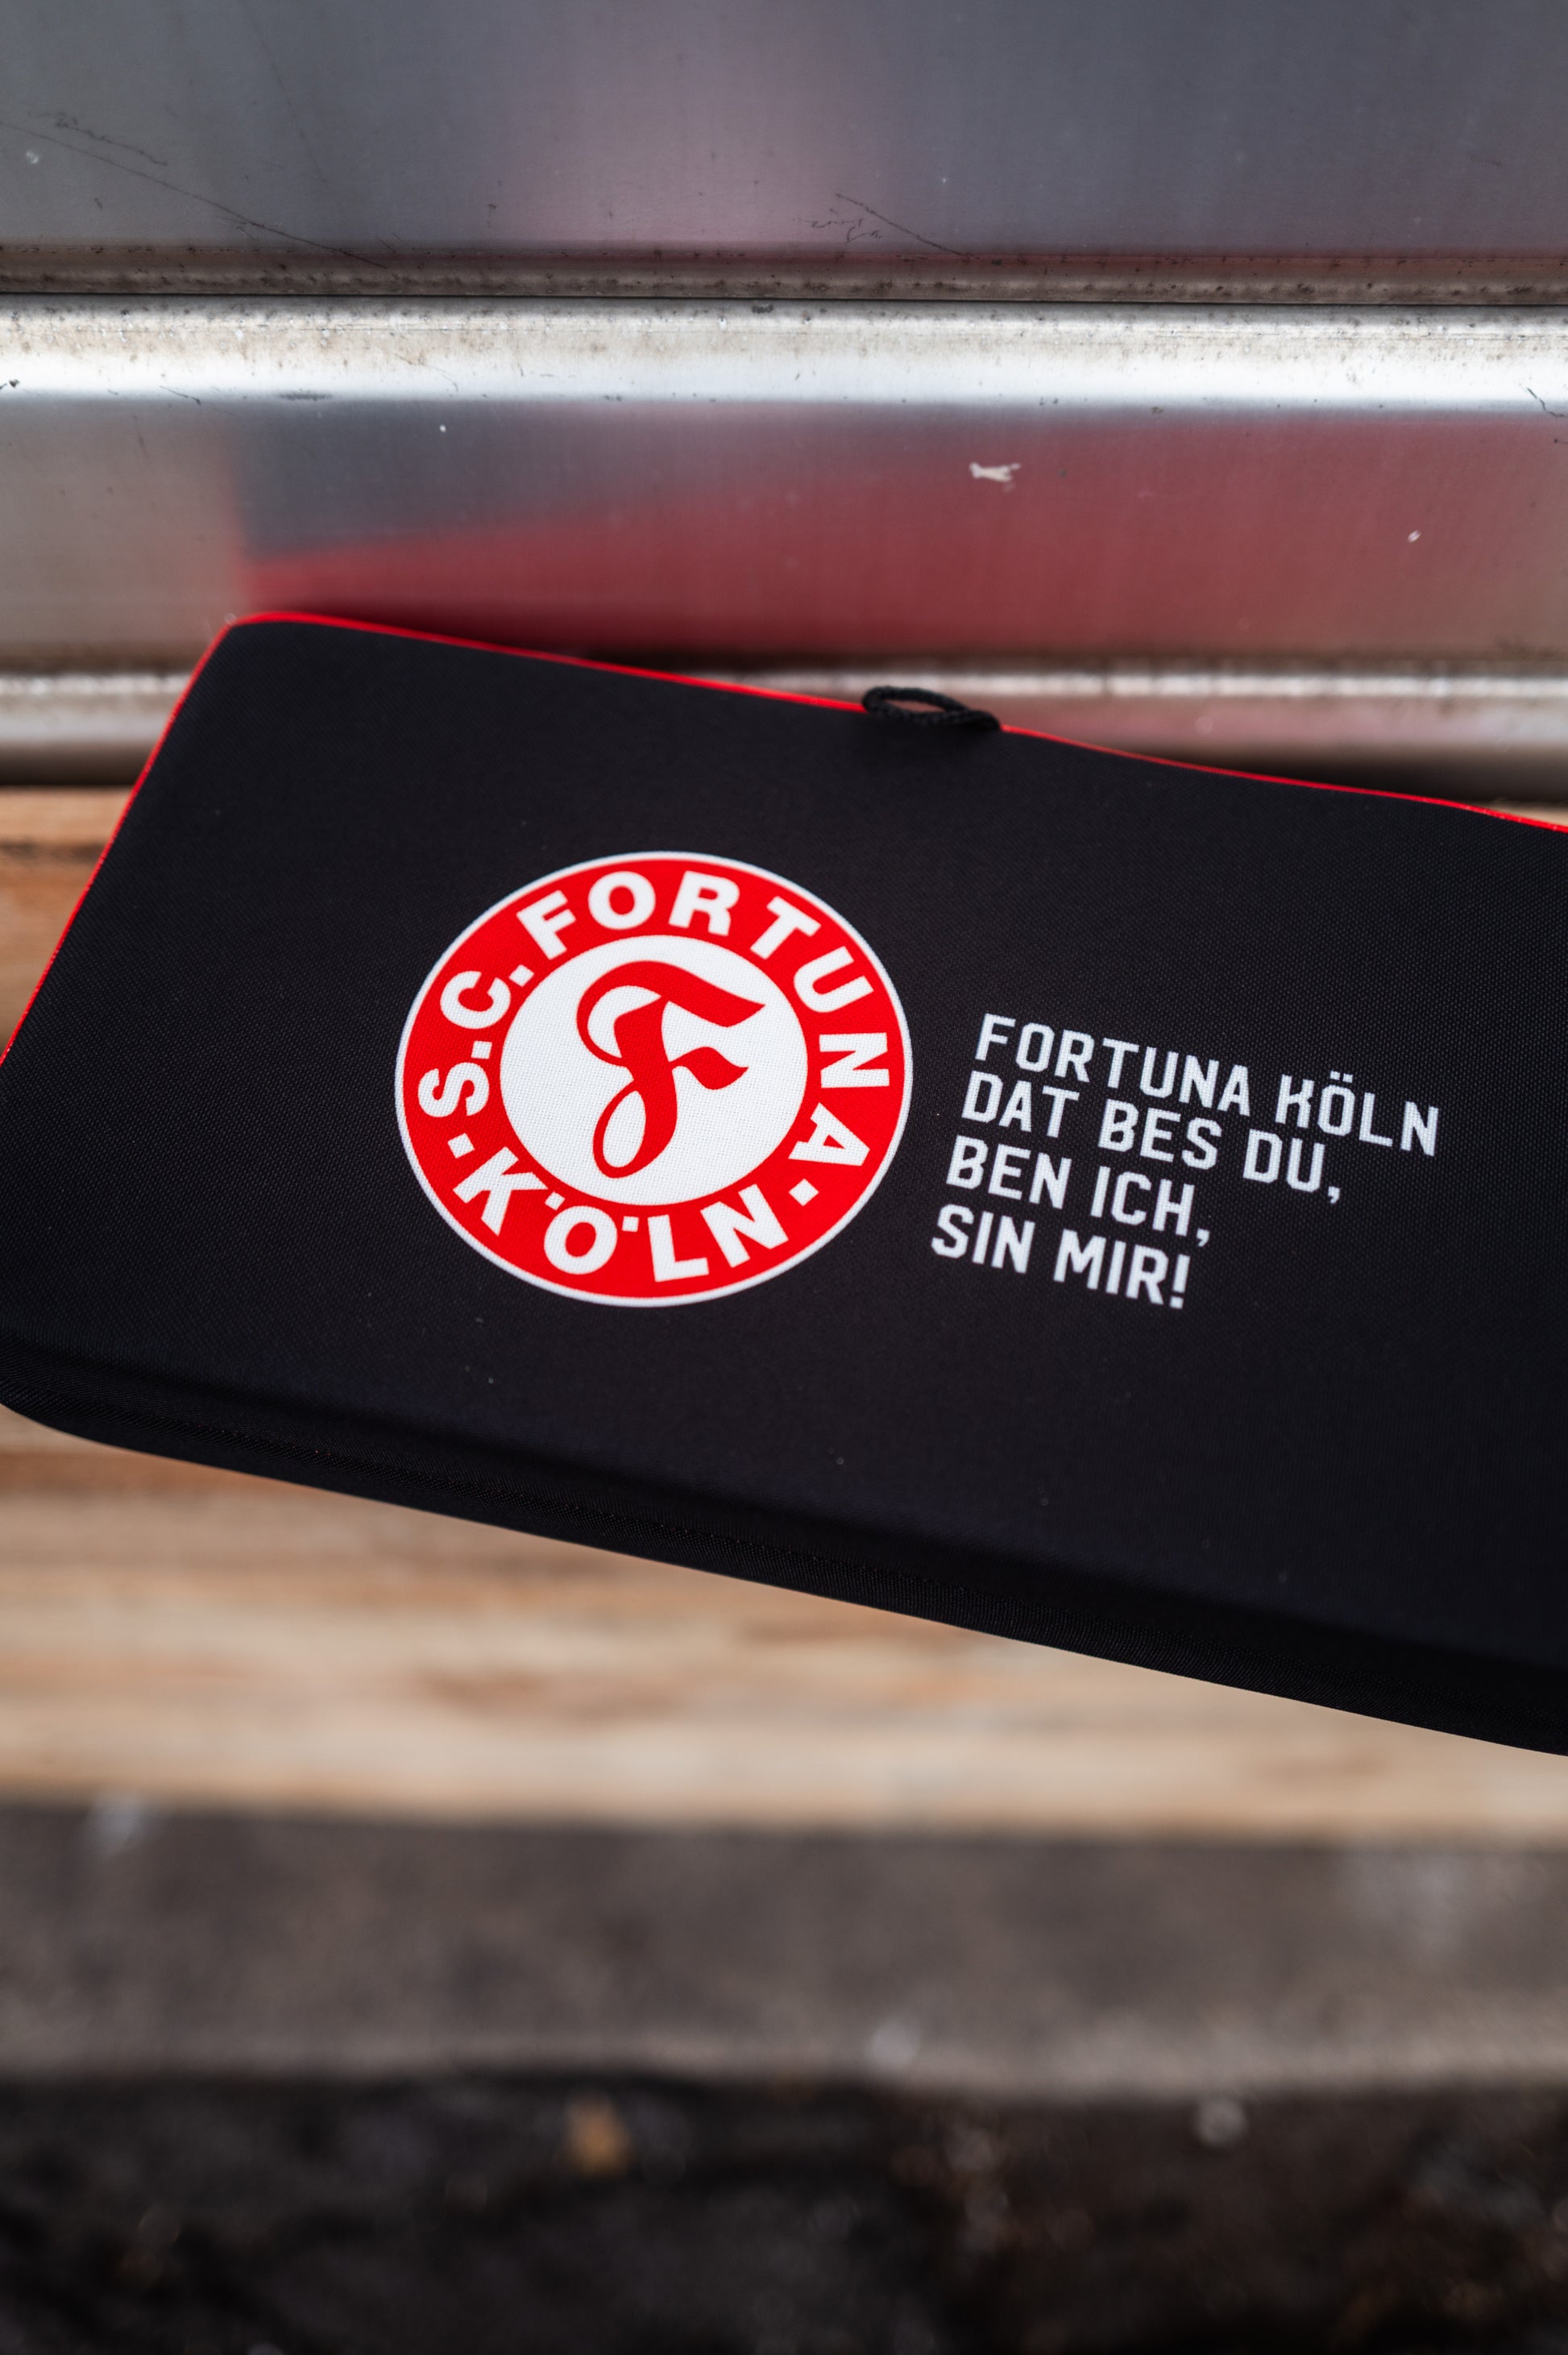 S.C. FORTUNA · KÖLN ·
F
FORTUNA KÖLN
DAT BES DU,
BEN ICH,
SIN MIR!